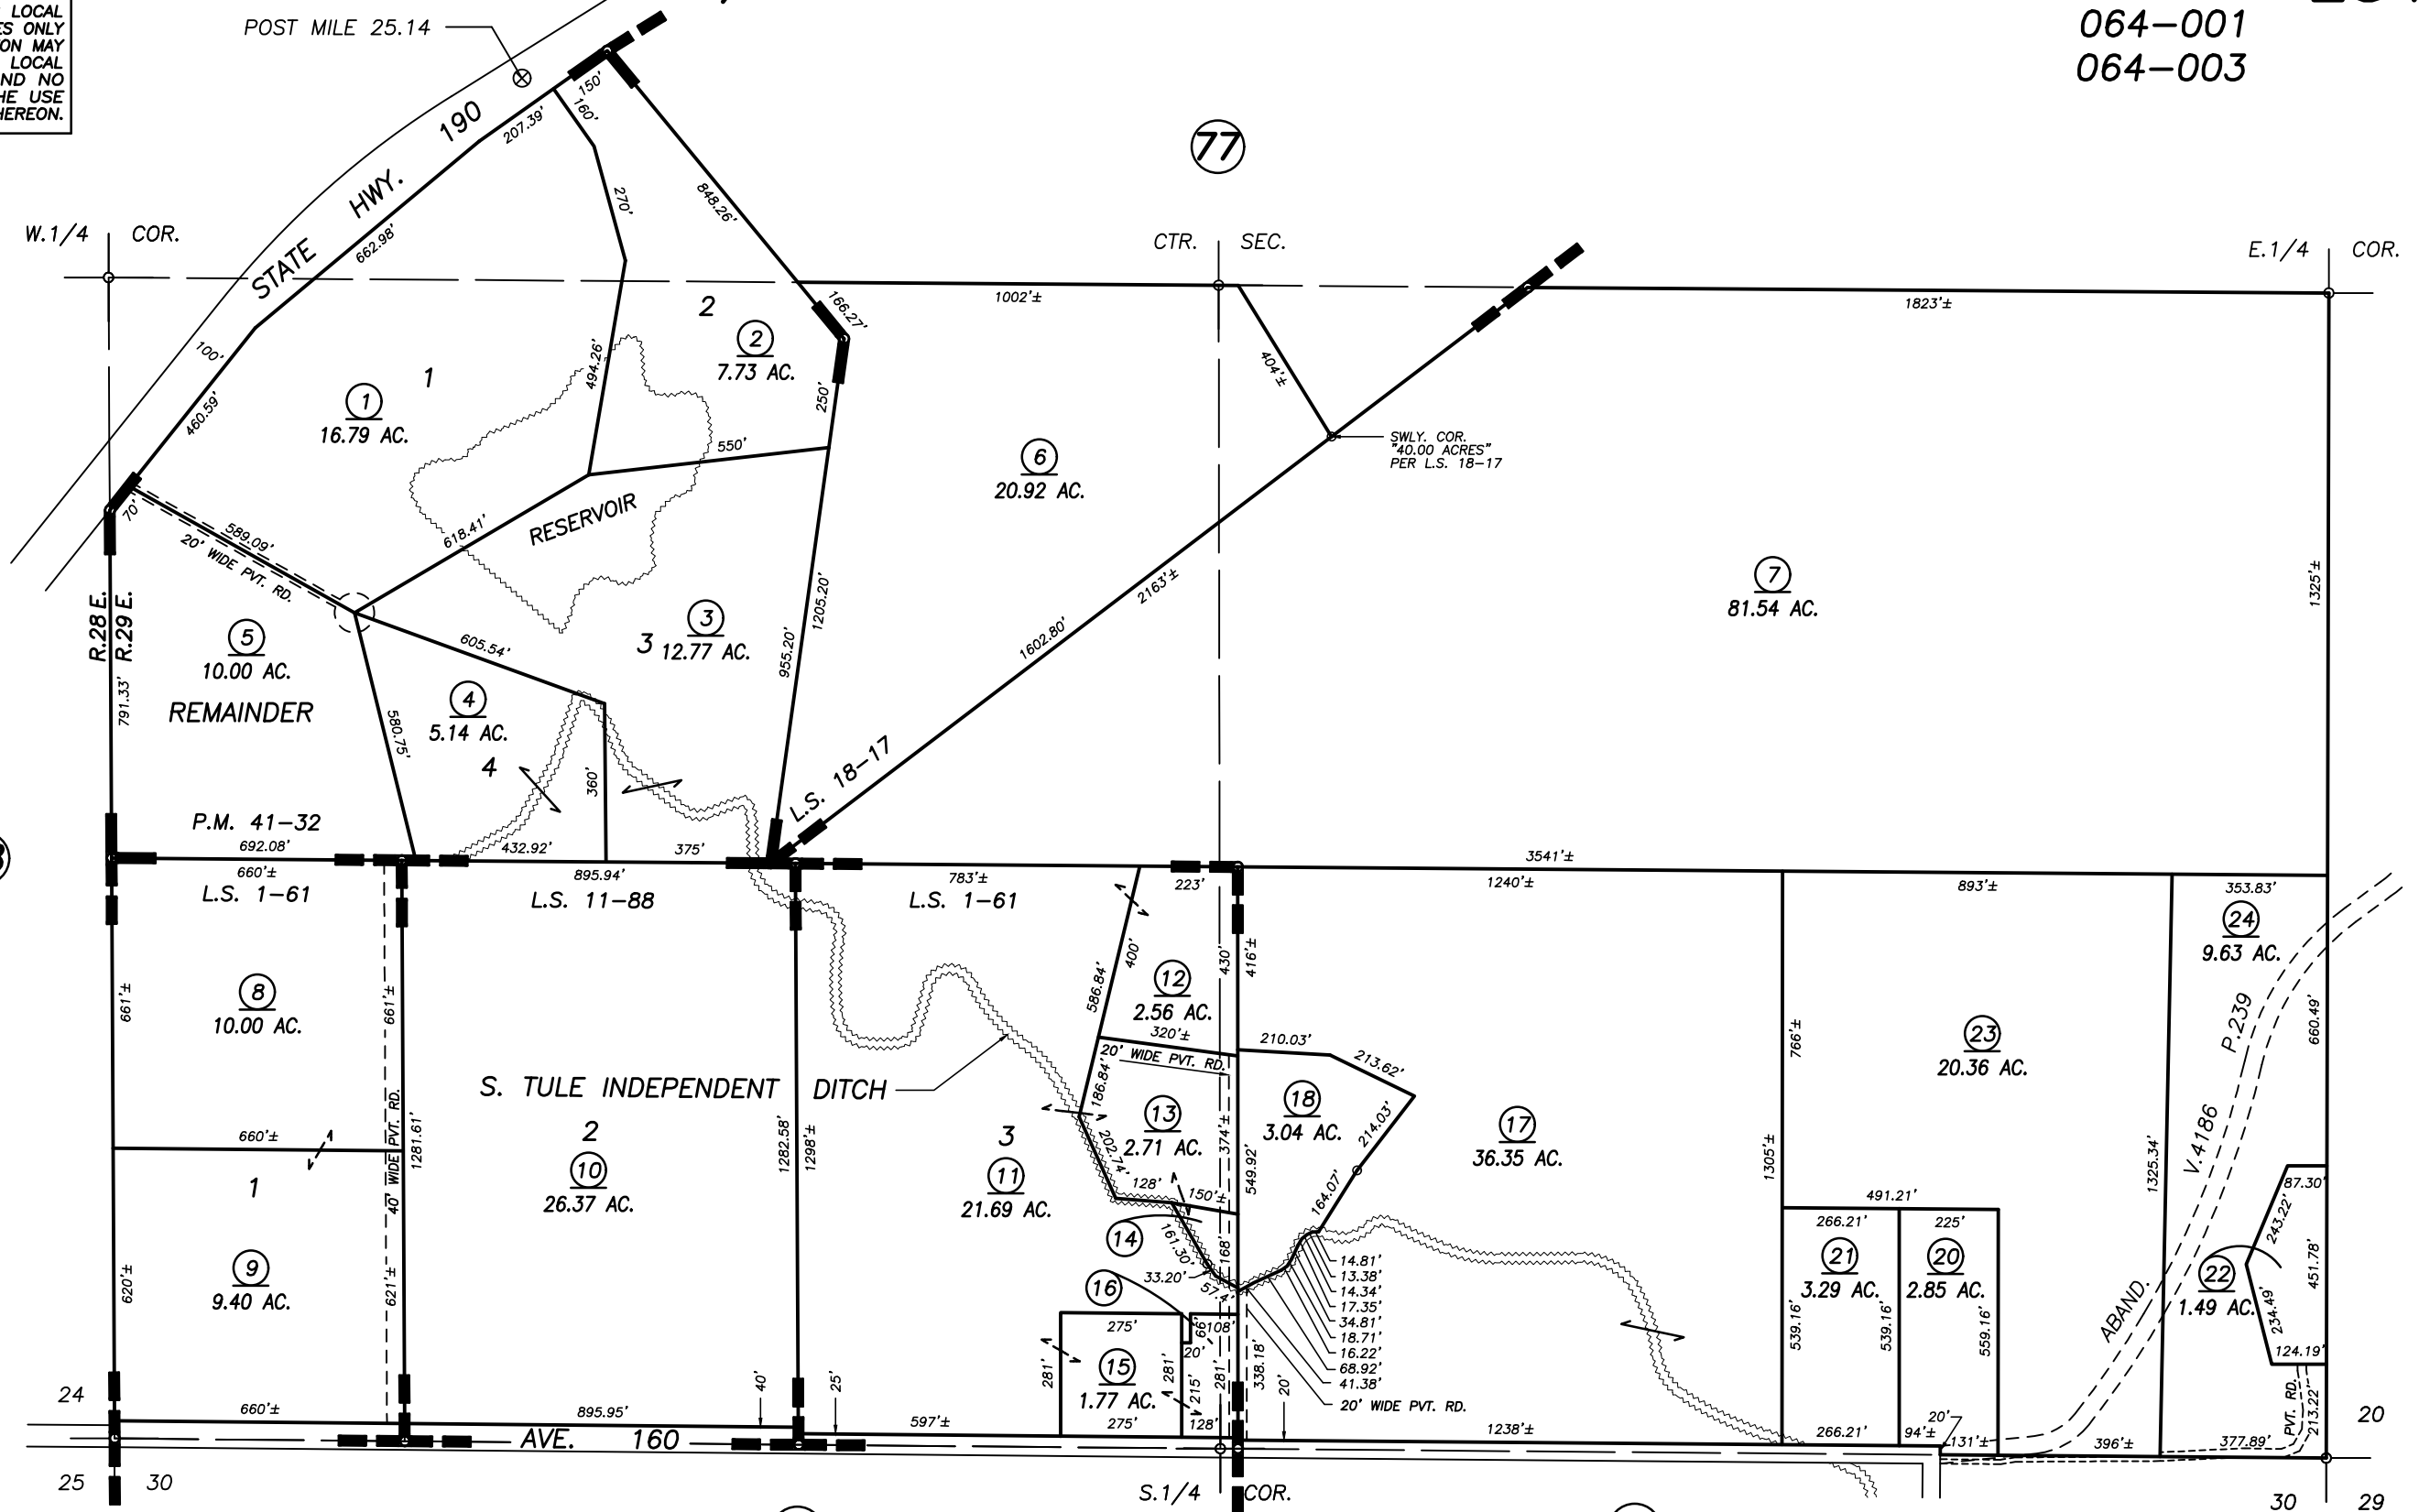 LOCAL
ES ONLY
ON MAY
LOCAL
ND NO
HE USE
HEREON.
POST MILE 25.14
064-001
064-003
77
STATE HWY. 190
150'
160'
207.39'
270'
848.26'
662.98'
W.1/4 COR.
CTR. SEC.
E.1/4 COR.
1002'±
1823'±
166.27'
404'±
100'
460.59'
494.26'
250'
2
2
7.73 AC.
1
1
16.79 AC.
550'
6
20.92 AC.
SWLY. COR.
"40.00 ACRES"
PER L.S. 18-17
70'
589.09'
20' WIDE PVT. RD.
618.41'
RESERVOIR
1205.20'
955.20'
2163'±
1602.80'
7
81.54 AC.
1325'±
R.28 E.
R.29 E.
5
10.00 AC.
REMAINDER
791.33'
605.54'
3
3
12.77 AC.
4
5.14 AC.
4
580.75'
360'
L.S. 18-17
P.M. 41-32
692.08'
432.92'
375'
3541'±
660'±
895.94'
783'±
223'
1240'±
893'±
353.83'
L.S. 1-61
L.S. 11-88
L.S. 1-61
24
9.63 AC.
400'
430'
416'±
586.84'
12
2.56 AC.
661'±
8
10.00 AC.
661'±
660.49'
P.239
V.4186
ABAND.
320'±
20' WIDE PVT. RD.
210.03'
213.62'
766'±
23
20.36 AC.
S. TULE INDEPENDENT DITCH
186.84'
13
2.71 AC.
374'±
18
3.04 AC.
214.03'
17
36.35 AC.
660'±
40' WIDE PVT. RD.
1281.61'
2
10
26.37 AC.
1282.58'
1298'±
3
11
21.69 AC.
202.74'
128'
150'±
549.92'
164.07'
1305'±
1325.34'
1
14
161.30'
168'
33.20'
57.4'
491.21'
266.21'
225'
87.30'
243.22'
451.78'
234.49'
124.19'
9
9.40 AC.
620'±
621'±
16
14.81'
13.38'
14.34'
17.35'
34.81'
18.71'
16.22'
68.92'
41.38'
20' WIDE PVT. RD.
21
3.29 AC.
20
2.85 AC.
22
1.49 AC.
539.16'
539.16'
559.16'
275'
66'
108'
20'
281'
15
1.77 AC.
281'
215'
281'
338.18'
20'
40'
25'
275'
128'
24
660'±
895.95'
597'±
1238'±
266.21'
94'±
20'
131'±
396'±
377.89'
PVT. RD.
213.22'
20
AVE. 160
25 30
S.1/4 COR.
30 29